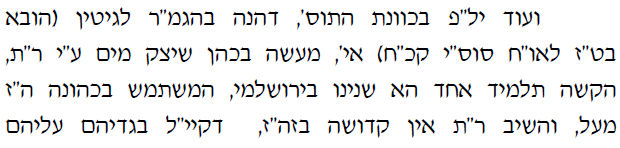 ועוד יל"פ בכוונת התוס', דהנה בהגמ"ר לגיטין (הובא
בט"ז לאו"ח סוס"י קכ"ח) אי', מעשה בכהן שיצק מים ע"י ר"ת,
הקשה תלמיד אחד הא שנינו בירושלמי, המשתמש בכהונה ה"ז
מעל, והשיב ר"ת אין קדושה בזה"ז, דקיי"ל בגדיהם עליהם